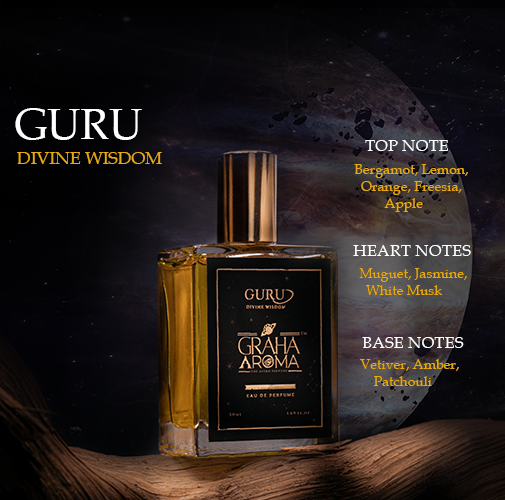 GURU
DIVINE WISDOM
TOP NOTE
Bergamot, Lemon,
Orange, Freesia,
Apple
HEART NOTES
Muguet, Jasmine,
White Musk
BASE NOTES
Vetiver, Amber,
Patchouli
GURU
DIVINE WISDOM
GRAHA
AROMA
TM
EAU DE PERFUME